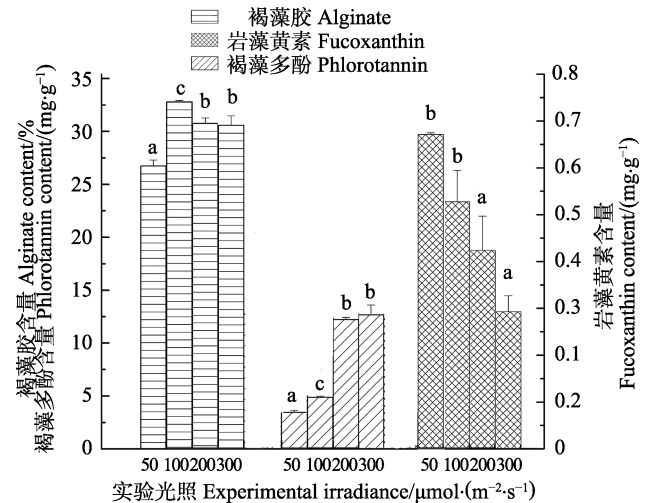 褐藻胶 Alginate
岩藻黄素 Fucoxanthin
褐藻多酚 Phlorotannin
褐藻胶含量 Alginate content/%
褐藻多酚含量 Phlorotannin content/(mg·g⁻¹)
35
30
25
20
15
10
5
0
a
c
b
b
a
c
b
b
b
b
a
a
0.8
0.7
0.6
0.5
0.4
0.3
0.1
0.2
0
岩藻黄素含量
Fucoxanthin content/(mg·g⁻¹)
50 100200300 50 100200300 50 100200300
实验光照 Experimental irradiance/μmol·(m⁻²·s⁻¹)